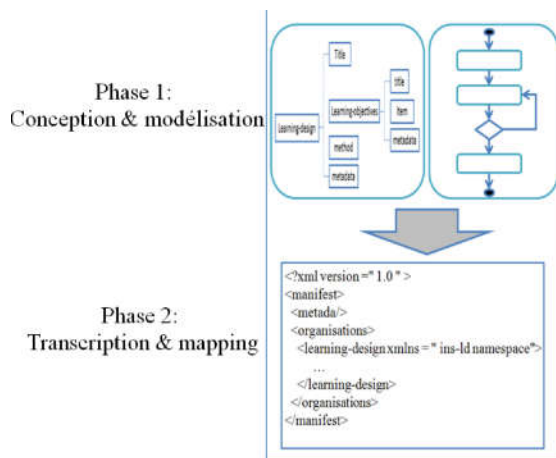 Phase 1:
Conception & modélisation
Title
title
Learning-objectives
Item
Learning-design
metadata
method
metadata
Phase 2:
Transcription & mapping
<?xml version =" 1.0 " >
<manifest>
<metada/>
<organisations>
<learning-design xmlns = " ins-ld namespace">
...
</learning-design>
</organisations>
</manifest>